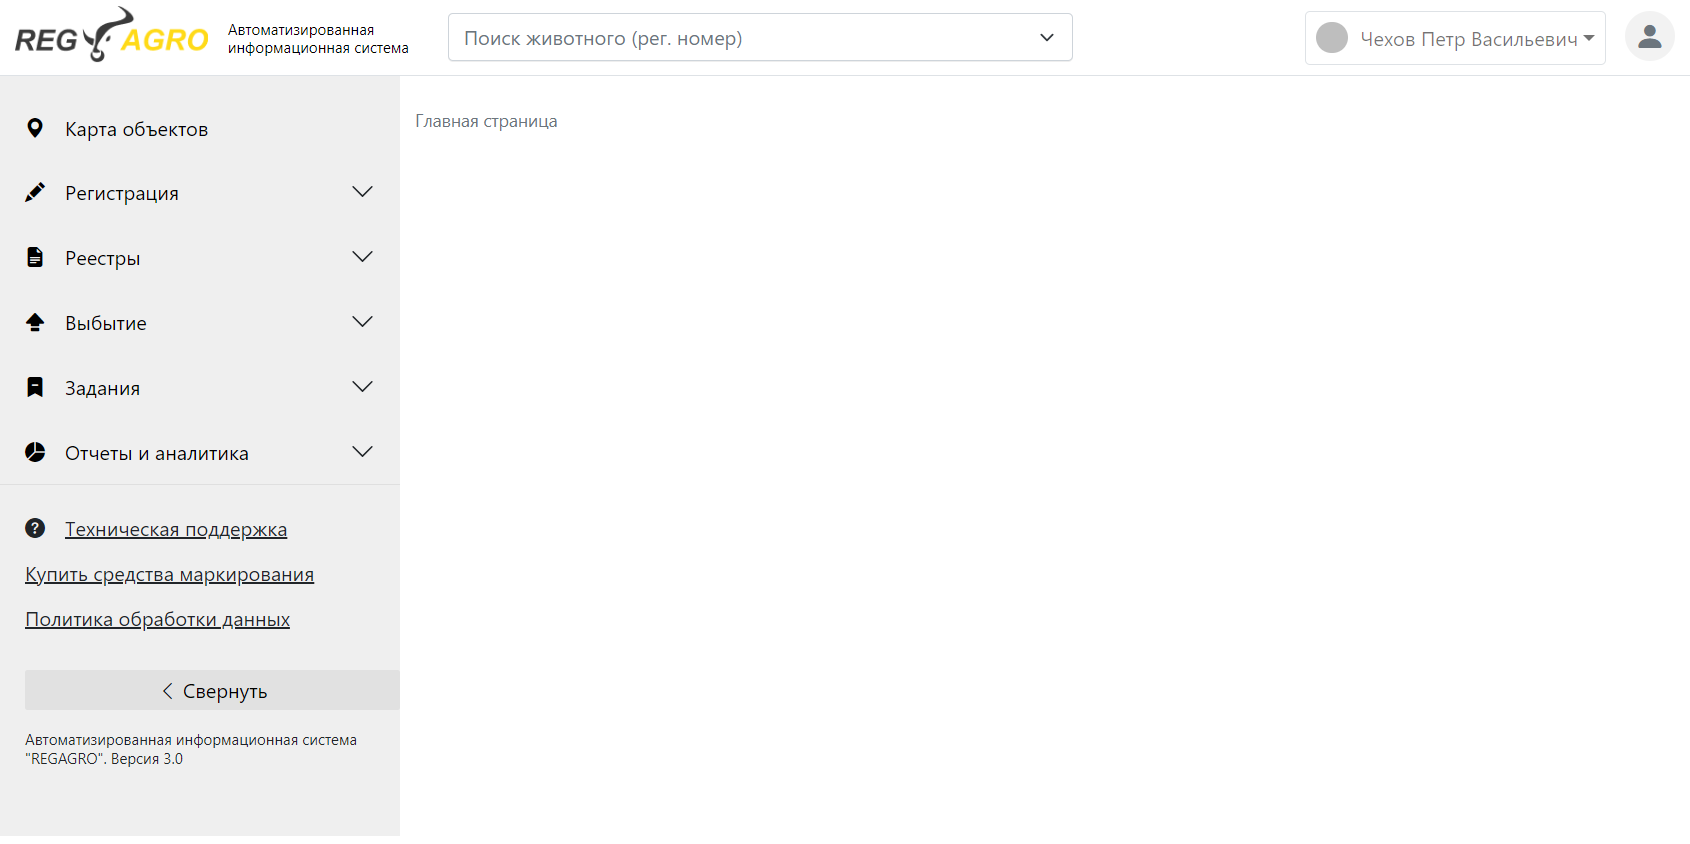 REG AGRO
Автоматизированная
информационная система
Поиск животного (рег. номер)
Чехов Петр Васильевич
Карта объектов
Регистрация
Реестры
Выбытие
Задания
Отчеты и аналитика
Техническая поддержка
Купить средства маркирования
Политика обработки данных
Свернуть
Автоматизированная информационная система
"REGAGRO". Версия 3.0
Главная страница